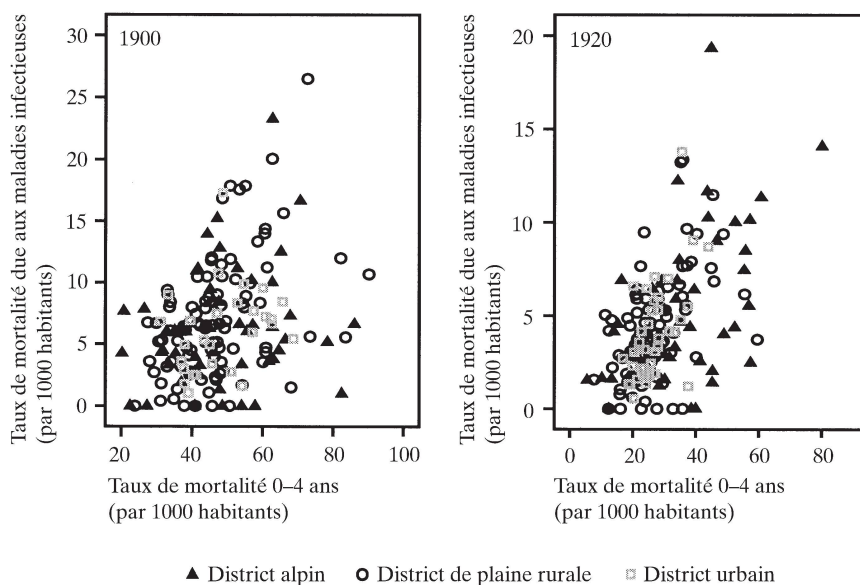 Taux de mortalité due aux maladies infectieuses
(par 1000 habitants)
1900
30
25
20
15
10
5
0
20
40
60
80
100
Taux de mortalité 0–4 ans
(par 1000 habitants)
Taux de mortalité due aux maladies infectieuses
(par 1000 habitants)
1920
20
15
10
5
0
0
20
40
60
80
Taux de mortalité 0–4 ans
(par 1000 habitants)
District alpin
District de plaine rurale
District urbain